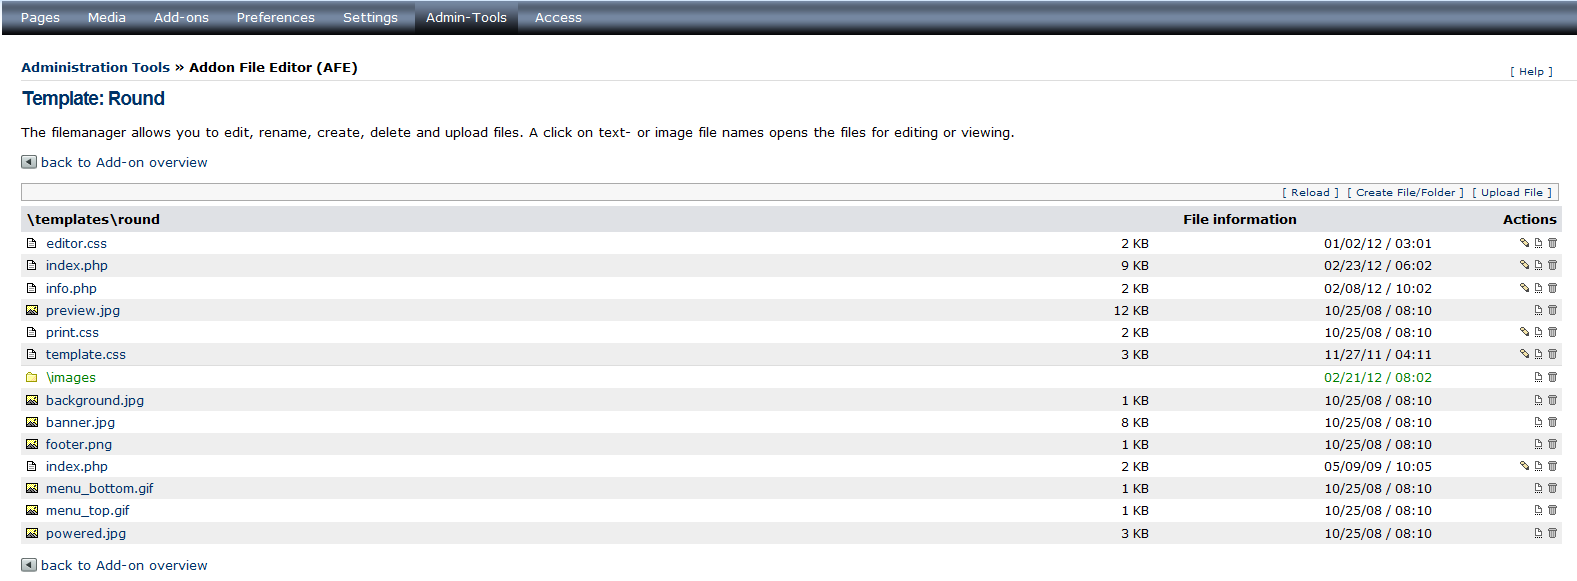 Pages Media Add-ons Preferences Settings Admin-Tools Access
Administration Tools » Addon File Editor (AFE) [ Help ]
Template: Round
The filemanager allows you to edit, rename, create, delete and upload files. A click on text- or image file names opens the files for editing or viewing.
back to Add-on overview
[ Reload ] [ Create File/Folder ] [ Upload File ]
\templates\round File information Actions
editor.css 2 KB 01/02/12 / 03:01
index.php 9 KB 02/23/12 / 06:02
info.php 2 KB 02/08/12 / 10:02
preview.jpg 12 KB 10/25/08 / 08:10
print.css 2 KB 10/25/08 / 08:10
template.css 3 KB 11/27/11 / 04:11
\images 02/21/12 / 08:02
background.jpg 1 KB 10/25/08 / 08:10
banner.jpg 8 KB 10/25/08 / 08:10
footer.png 1 KB 10/25/08 / 08:10
index.php 2 KB 05/09/09 / 10:05
menu_bottom.gif 1 KB 10/25/08 / 08:10
menu_top.gif 1 KB 10/25/08 / 08:10
powered.jpg 3 KB 10/25/08 / 08:10
back to Add-on overview